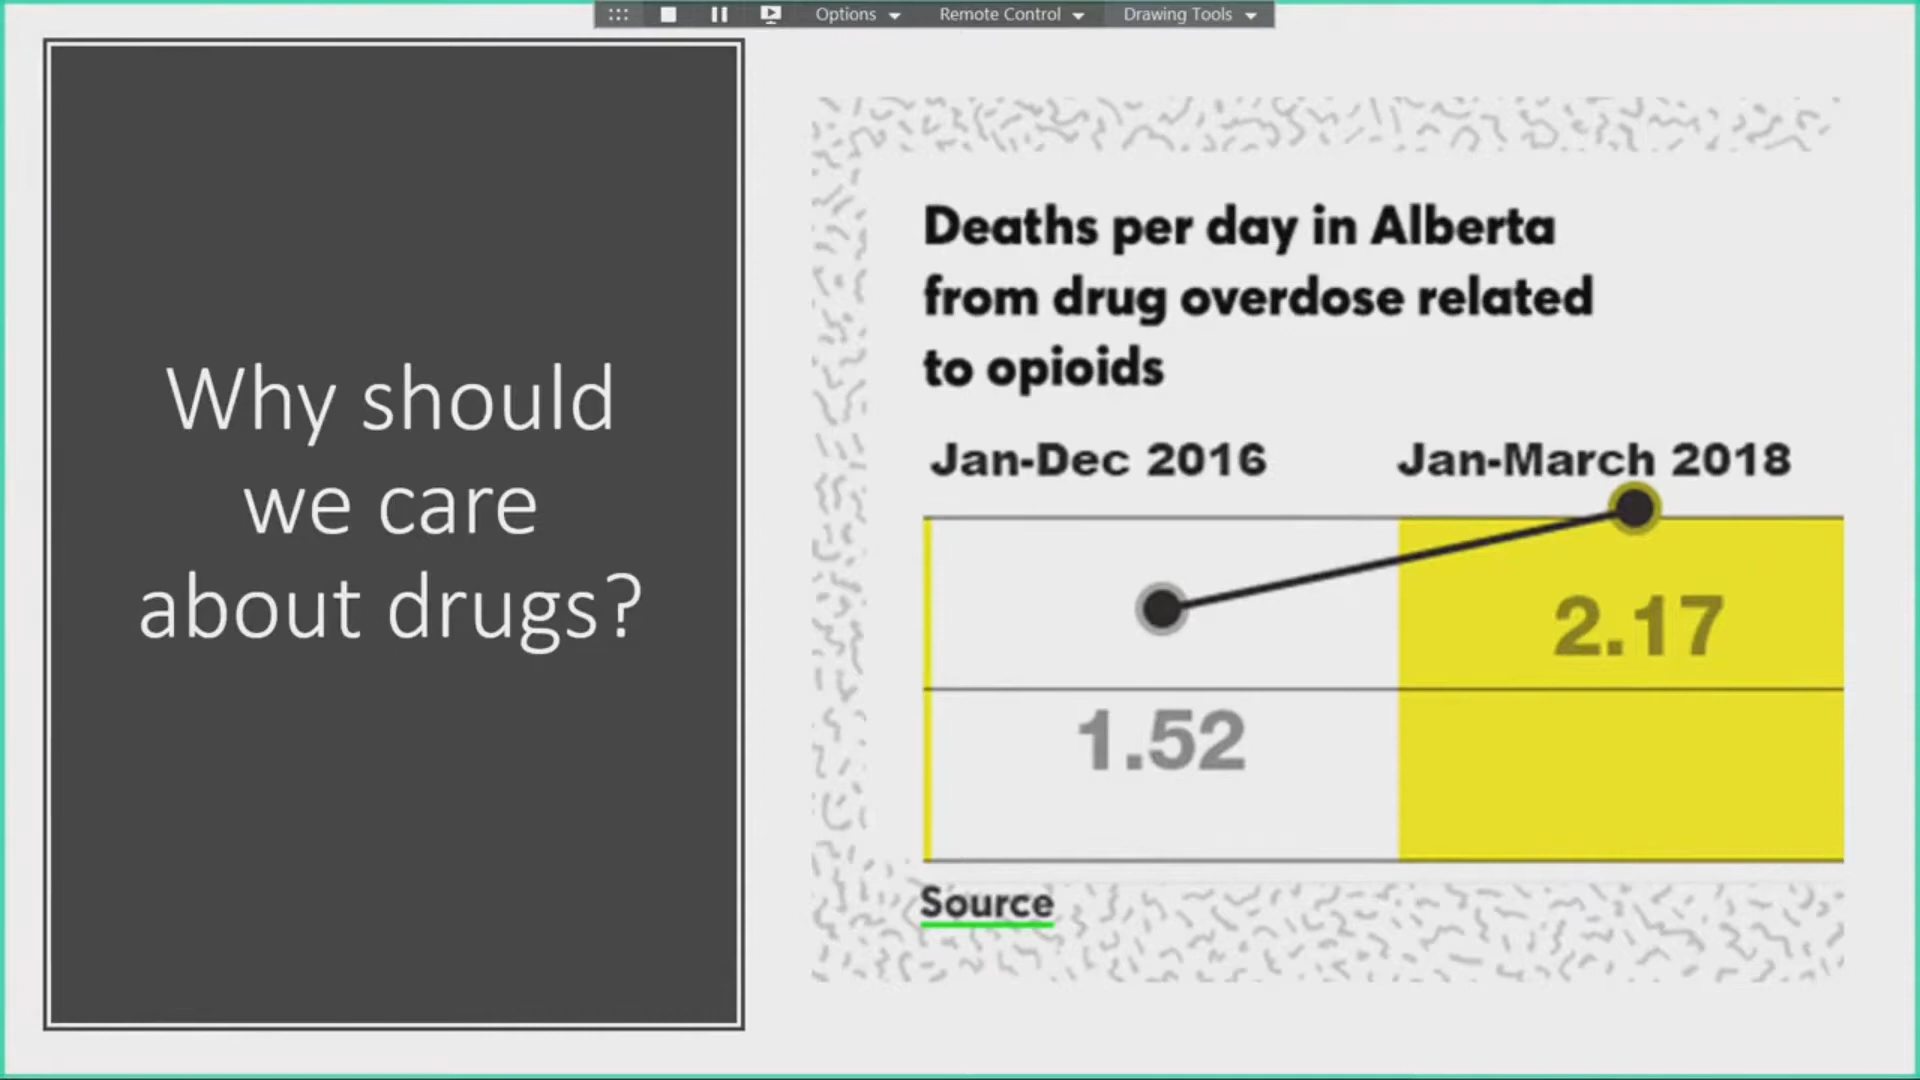 Options
Remote Control
Drawing Tools
Why should
we care
about drugs?
Deaths per day in Alberta
from drug overdose related
to opioids
Jan-Dec 2016
Jan-March 2018
2.17
1.52
Source